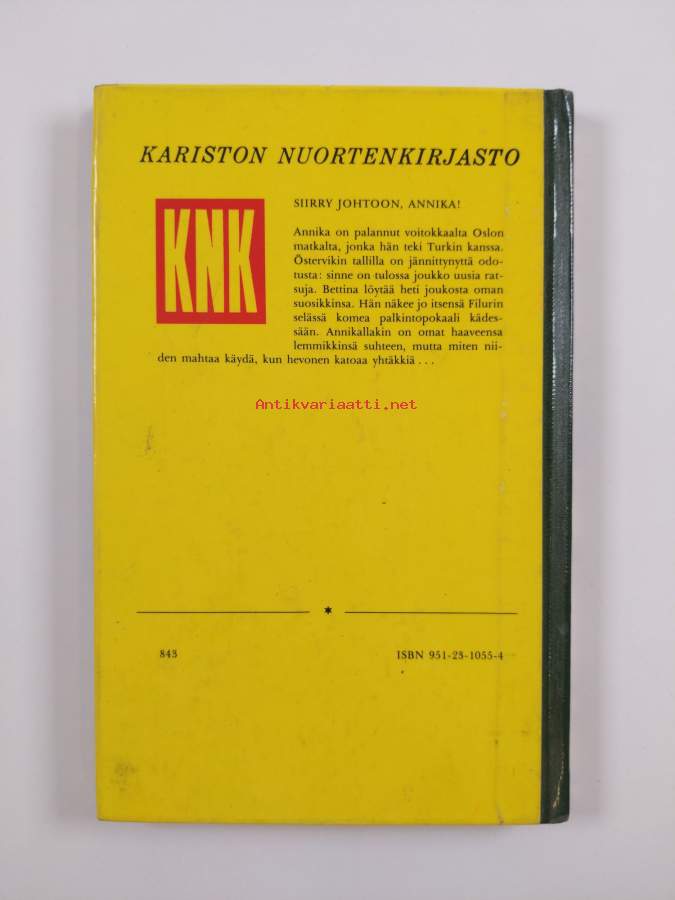 KARISTON NUORTENKIRJASTO
KNK
SIIRRY JOHTOON, ANNIKA!
Annika on palannut voitokkaalta Oslon
matkalta, jonka hän teki Turkin kanssa.
Östervikin tallilla on jännittynyttä odo-
tusta: sinne on tulossa joukko uusia rat-
suja. Bettina löytää heti joukosta oman
suosikkinsa. Hän näkee jo itsensä Filurin
selässä komea palkintopokaali kädes-
sään. Annikallakin on omat haaveensa
lemmikkinsä suhteen, mutta miten nii-
den mahtaa käydä, kun hevonen katoaa yhtäkkiä . . .
Antikvariaatti.net
843
ISBN 951-23-1055-4